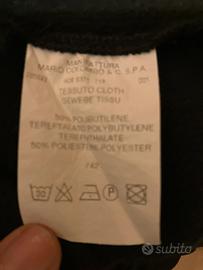 MANIFATTURA
MARIO COLOMBO & C. S.P.A.
TESSUTO CLOTH
GEWEBE TISSU
50% POLIBUTILENE
TEREFTALATO POLYBUTYLENE
TEREPHTHALATE
50% POLIESTERE POLYESTER
subito